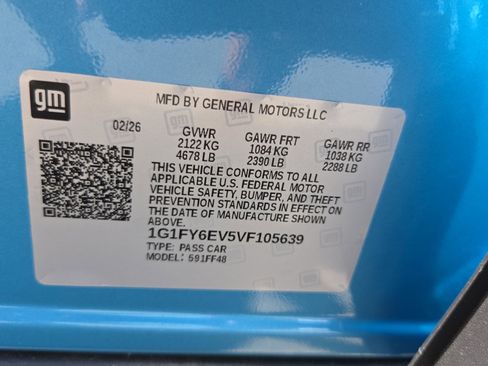 gm
MFD BY GENERAL MOTORS LLC
02/26
GVWR GAWR FRT GAWR RR
2122 KG 1084 KG 1038 KG
4678 LB 2390 LB 2288 LB
THIS VEHICLE CONFORMS TO ALL
APPLICABLE U.S. FEDERAL MOTOR
VEHICLE SAFETY, BUMPER, AND THEFT
PREVENTION STANDARDS IN EFFECT ON
THE DATE OF MANUFACTURE SHOWN
ABOVE.
1G1FY6EV5VF105639
TYPE: PASS CAR
MODEL: 591FF48